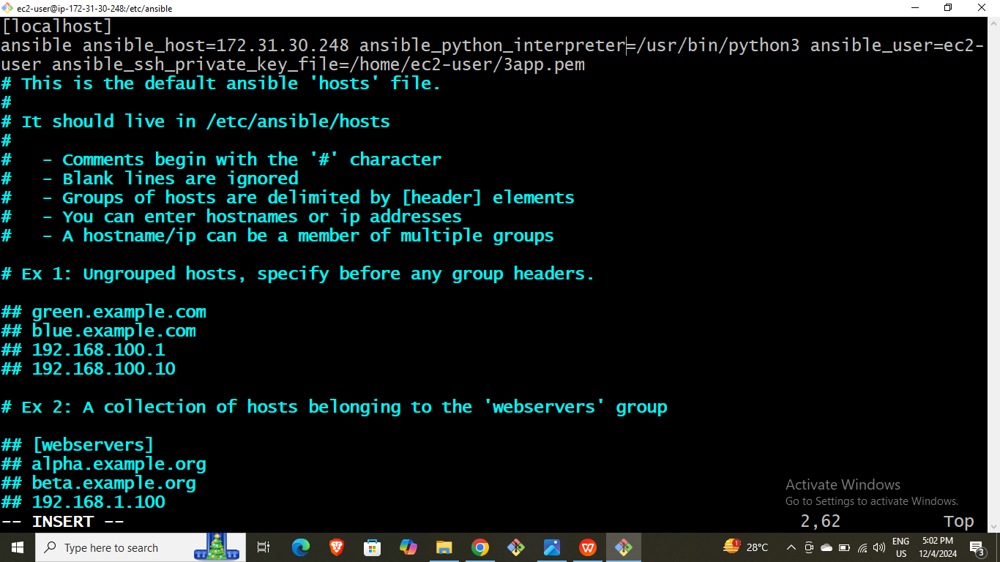 ec2-user@ip-172-31-30-248:/etc/ansible
[localhost]
ansible ansible_host=172.31.30.248 ansible_python_interpreter=/usr/bin/python3 ansible_user=ec2-
user ansible_ssh_private_key_file=/home/ec2-user/3app.pem
# This is the default ansible 'hosts' file.
#
# It should live in /etc/ansible/hosts
#
#   - Comments begin with the '#' character
#   - Blank lines are ignored
#   - Groups of hosts are delimited by [header] elements
#   - You can enter hostnames or ip addresses
#   - A hostname/ip can be a member of multiple groups
# Ex 1: Ungrouped hosts, specify before any group headers.
## green.example.com
## blue.example.com
## 192.168.100.1
## 192.168.100.10
# Ex 2: A collection of hosts belonging to the 'webservers' group
## [webservers]
## alpha.example.org
## beta.example.org
## 192.168.1.100
Activate Windows
Go to Settings to activate Windows.
-- INSERT -- 2,62 Top
Type here to search
W
1
28°C
ENG
US
5:02 PM
12/4/2024
3